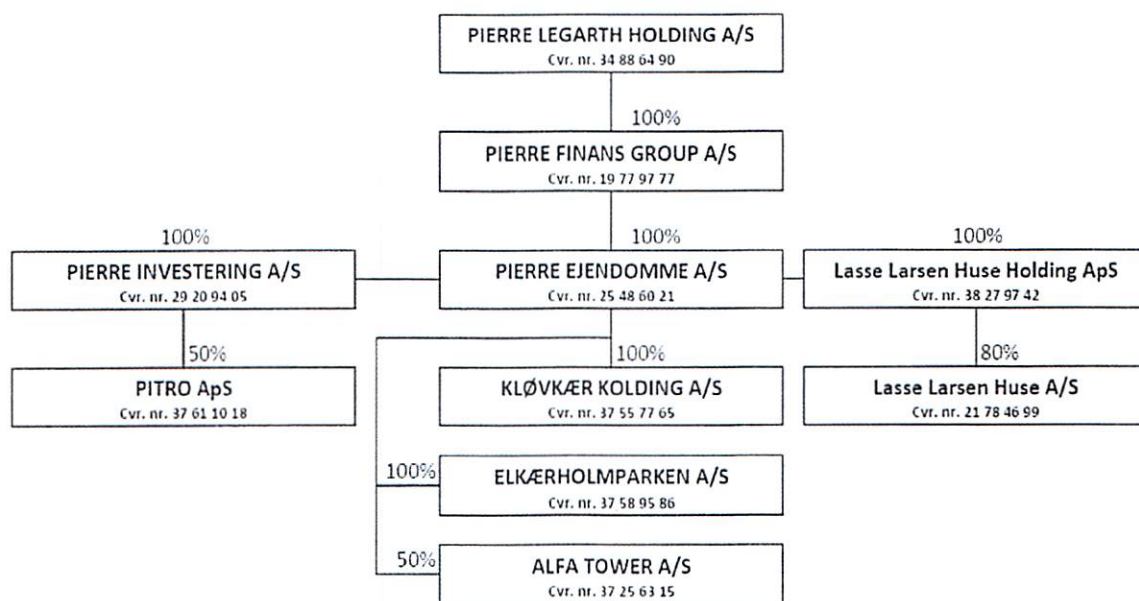 PIERRE LEGARTH HOLDING A/S
Cvr. nr. 34 88 64 90
100%
PIERRE FINANS GROUP A/S
Cvr. nr. 19 77 97 77
100%
100%
100%
PIERRE INVESTERING A/S
Cvr. nr. 29 20 94 05
PIERRE EJENDOMME A/S
Cvr. nr. 25 48 60 21
Lasse Larsen Huse Holding ApS
Cvr. nr. 38 27 97 42
50%
100%
80%
PITRO ApS
Cvr. nr. 37 61 10 18
KLØVKÆR KOLDING A/S
Cvr. nr. 37 55 77 65
Lasse Larsen Huse A/S
Cvr. nr. 21 78 46 99
100%
ELKÆRHOLMPARKEN A/S
Cvr. nr. 37 58 95 86
50%
ALFA TOWER A/S
Cvr. nr. 37 25 63 15